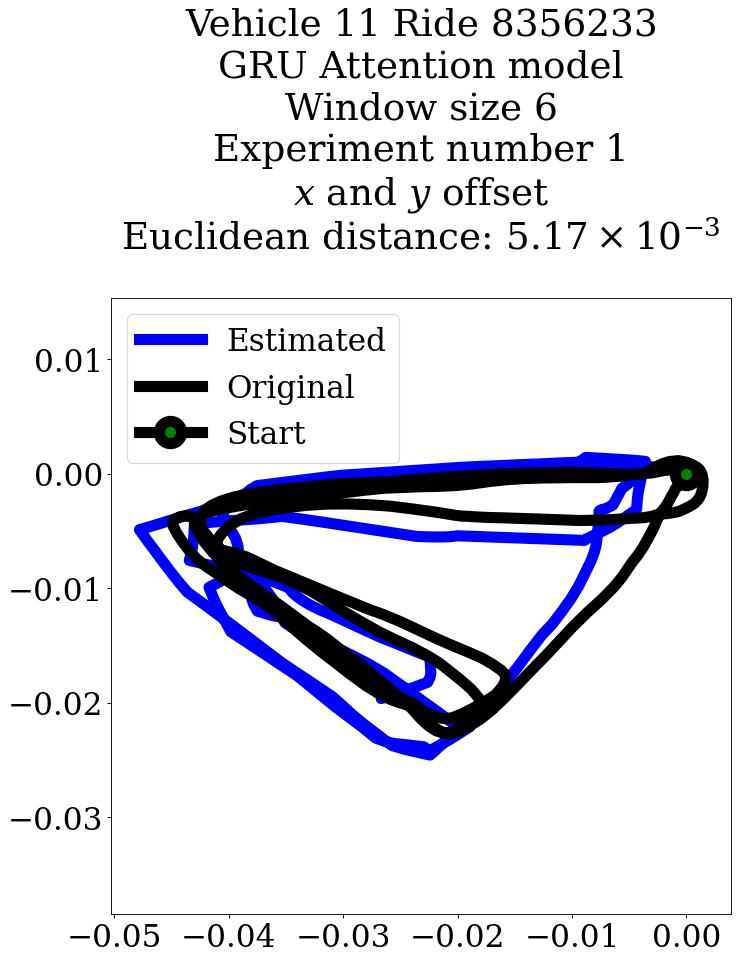 Vehicle 11 Ride 8356233
GRU Attention model
Window size 6
Experiment number 1
x and y offset
Euclidean distance: 5.17 × 10⁻³
Estimated
Original
Start
0.01
0.00
−0.01
−0.02
−0.03
−0.05 −0.04 −0.03 −0.02 −0.01 0.00